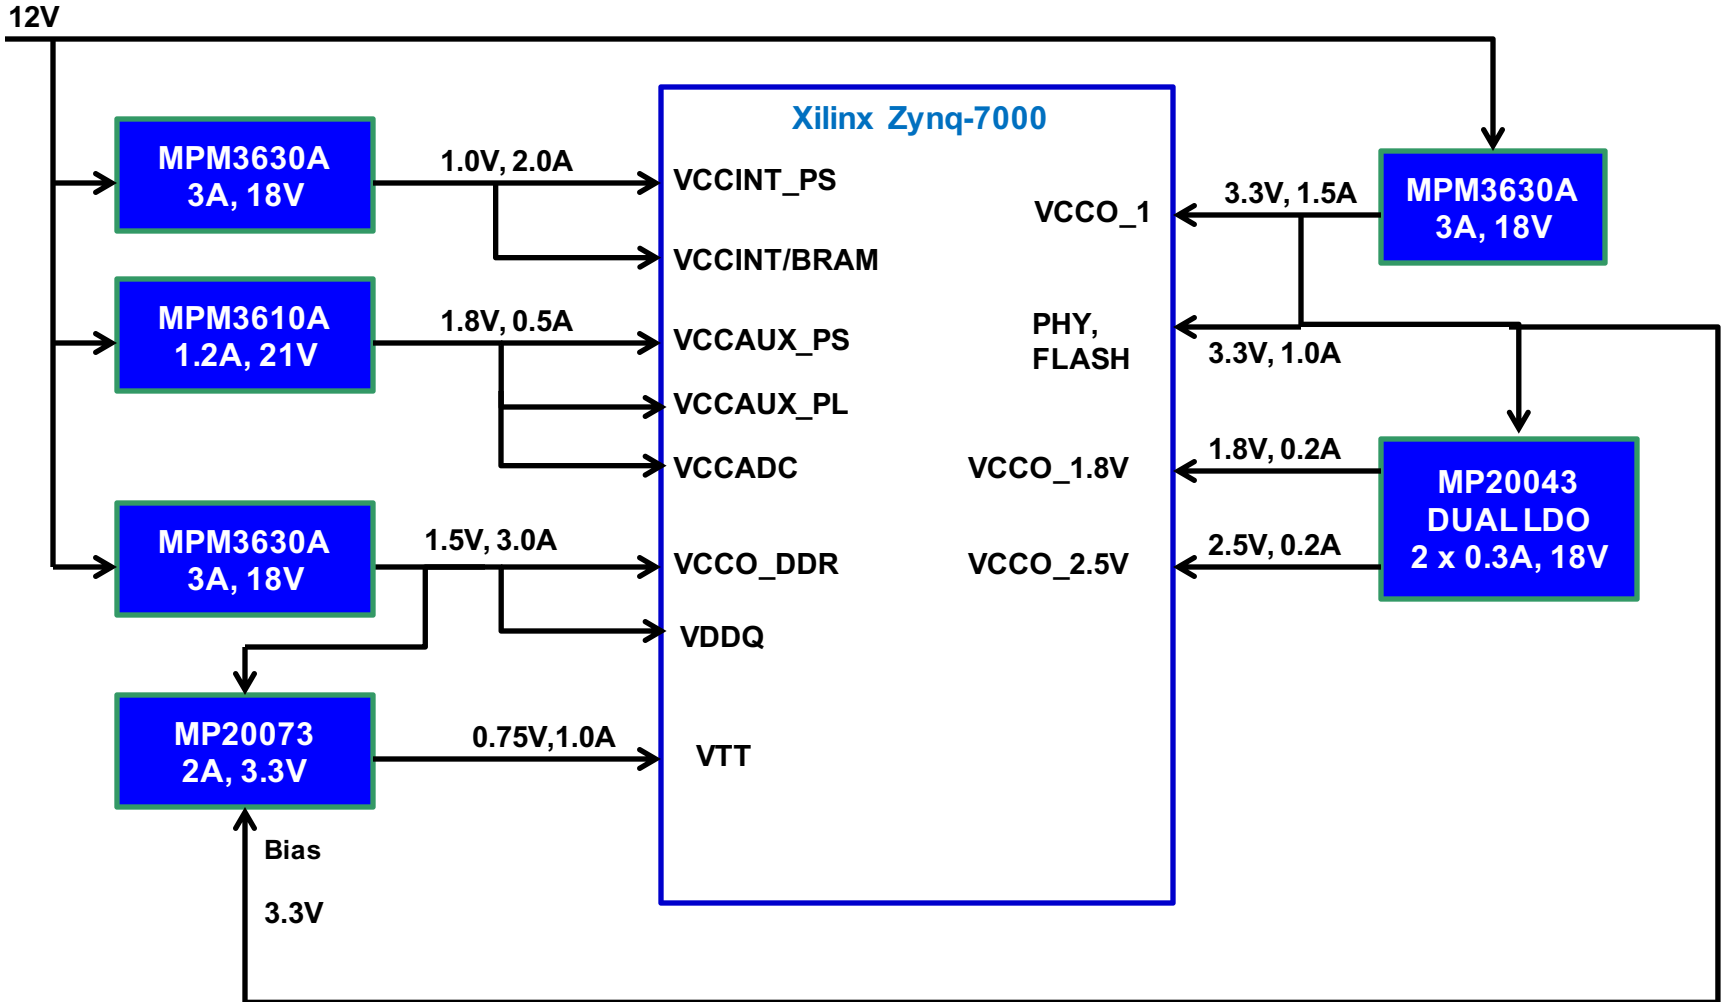 12V
Xilinx Zynq-7000
MPM3630A
3A, 18V
1.0V, 2.0A
VCCINT_PS
VCCINT/BRAM
MPM3610A
1.2A, 21V
1.8V, 0.5A
VCCAUX_PS
VCCAUX_PL
VCCADC
MPM3630A
3A, 18V
1.5V, 3.0A
VCCO_DDR
VDDQ
MP20073
2A, 3.3V
0.75V,1.0A
VTT
Bias
3.3V
VCCO_1
3.3V, 1.5A
MPM3630A
3A, 18V
PHY,
FLASH
3.3V, 1.0A
VCCO_1.8V
1.8V, 0.2A
VCCO_2.5V
2.5V, 0.2A
MP20043
DUAL LDO
2 x 0.3A, 18V